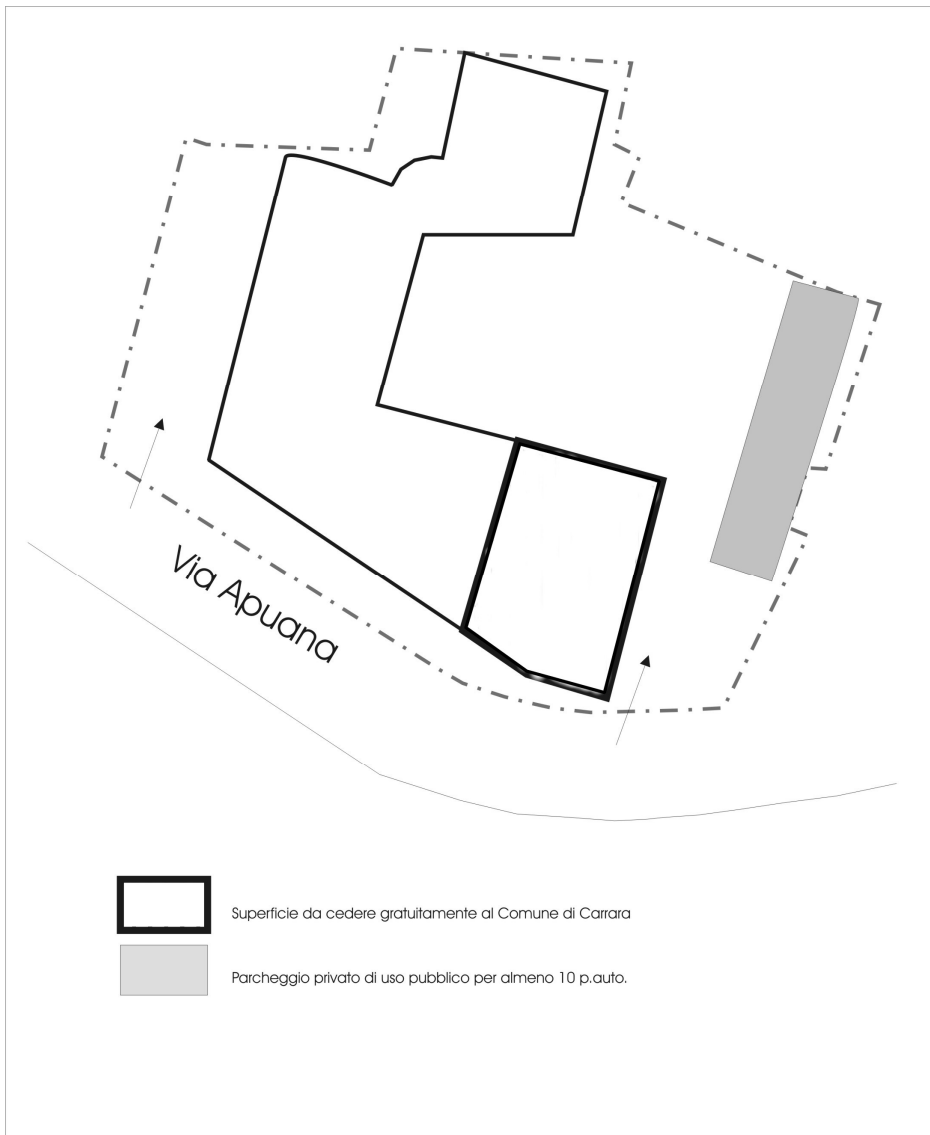 Via Apuana
Superficie da cedere gratuitamente al Comune di Carrara
Parcheggio privato di uso pubblico per almeno 10 p.auto.